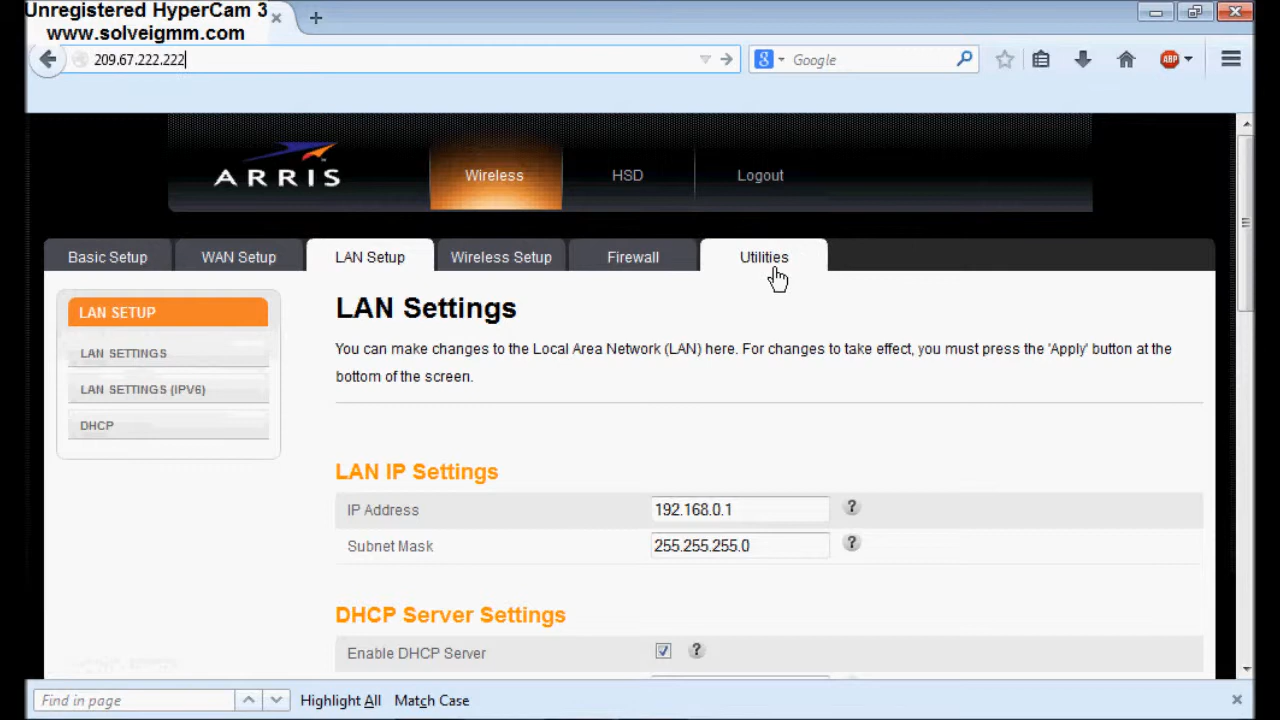 Unregistered HyperCam 3
www.solveigmm.com
209.67.222.222
8
Google
ABP
ARRIS
Wireless
HSD
Logout
Basic Setup
WAN Setup
LAN Setup
Wireless Setup
Firewall
Utilities
LAN SETUP
LAN SETTINGS
LAN SETTINGS (IPV6)
DHCP
LAN Settings
You can make changes to the Local Area Network (LAN) here. For changes to take effect, you must press the 'Apply' button at the
bottom of the screen.
LAN IP Settings
IP Address
192.168.0.1
?
Subnet Mask
255.255.255.0
?
DHCP Server Settings
Enable DHCP Server
?
Find in page
Highlight All
Match Case